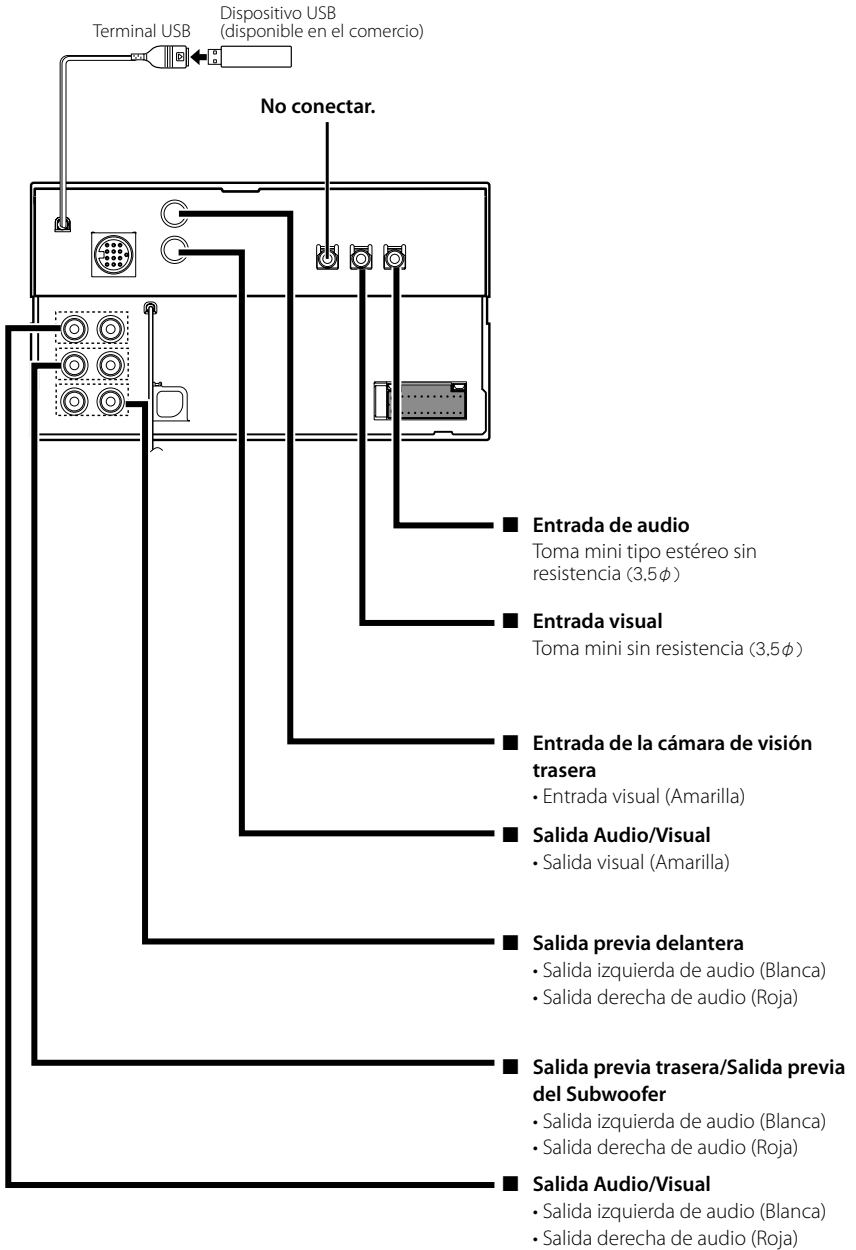 Dispositivo USB
Terminal USB
(disponible en el comercio)
No conectar.
■ Entrada de audio
Toma mini tipo estéreo sin
resistencia (3,5φ)
■ Entrada visual
Toma mini sin resistencia (3,5φ)
■ Entrada de la cámara de visión
trasera
• Entrada visual (Amarilla)
■ Salida Audio/Visual
• Salida visual (Amarilla)
■ Salida previa delantera
• Salida izquierda de audio (Blanca)
• Salida derecha de audio (Roja)
■ Salida previa trasera/Salida previa
del Subwoofer
• Salida izquierda de audio (Blanca)
• Salida derecha de audio (Roja)
■ Salida Audio/Visual
• Salida izquierda de audio (Blanca)
• Salida derecha de audio (Roja)